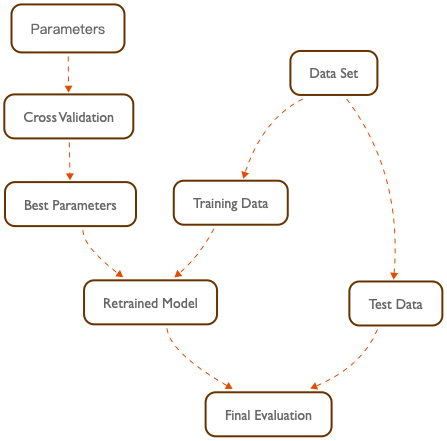 Parameters
Data Set
Cross Validation
Best Parameters
Training Data
Retrained Model
Test Data
Final Evaluation